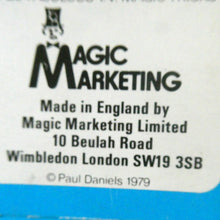 MAGIC
MARKETING
Made in England by
Magic Marketing Limited
10 Beulah Road
Wimbledon London SW19 3SB
© Paul Daniels 1979